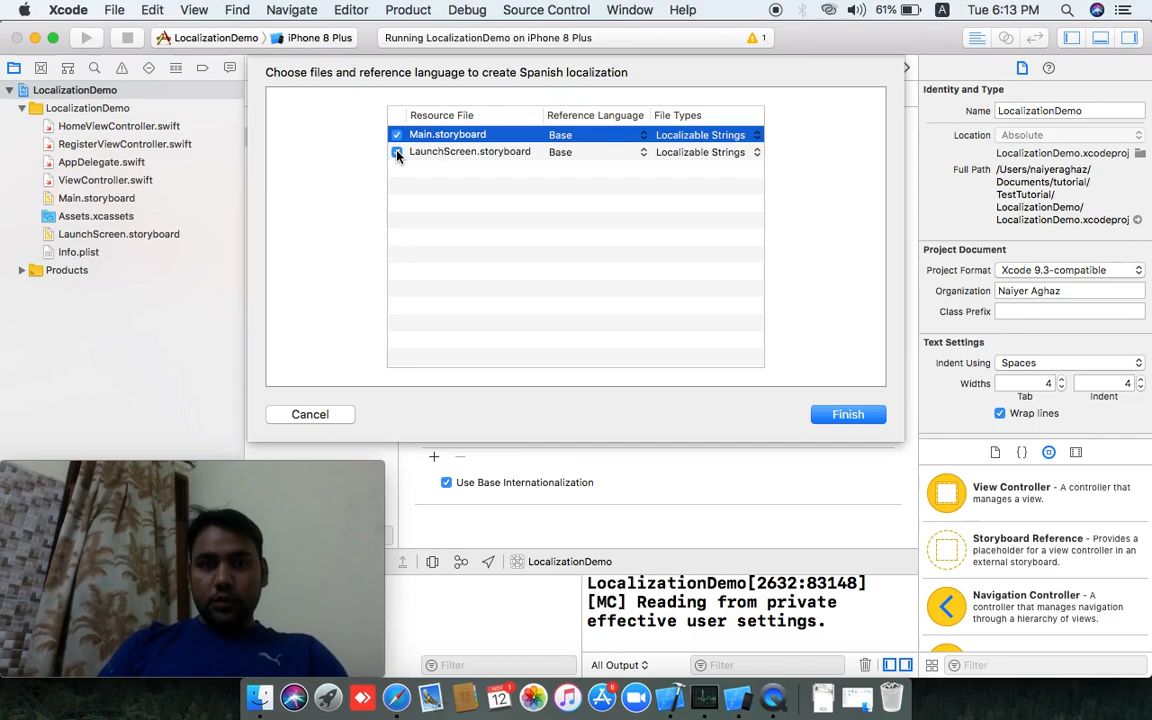 Xcode File Edit View Find Navigate Editor Product Debug Source Control Window Help 61% A Tue 6:13 PM
LocalizationDemo iPhone 8 Plus Running LocalizationDemo on iPhone 8 Plus 1
LocalizationDemo
LocalizationDemo
HomeViewController.swift
RegisterViewController.swift
AppDelegate.swift
ViewController.swift
Main.storyboard
Assets.xcassets
LaunchScreen.storyboard
Info.plist
Products
Choose files and reference language to create Spanish localization
Resource File Reference Language File Types
Main.storyboard Base Localizable Strings
LaunchScreen.storyboard Base Localizable Strings
Cancel Finish
Use Base Internationalization
LocalizationDemo
LocalizationDemo[2632:83148]
[MC] Reading from private
effective user settings.
Filter All Output Filter
Identity and Type
Name LocalizationDemo
Location Absolute
LocalizationDemo.xcodeproj
Full Path /Users/naiyeraghaz/
Documents/tutorial/
TestTutorial/
LocalizationDemo/
LocalizationDemo.xcodeproj
Project Document
Project Format Xcode 9.3-compatible
Organization Naiyer Aghaz
Class Prefix
Text Settings
Indent Using Spaces
Widths 4 4
Tab Indent
Wrap lines
View Controller - A controller that
manages a view.
Storyboard Reference - Provides a
placeholder for a view controller in an
external storyboard.
Navigation Controller - A
controller that manages navigation
through a hierarchy of views.
Filter
NOV
12
1
6